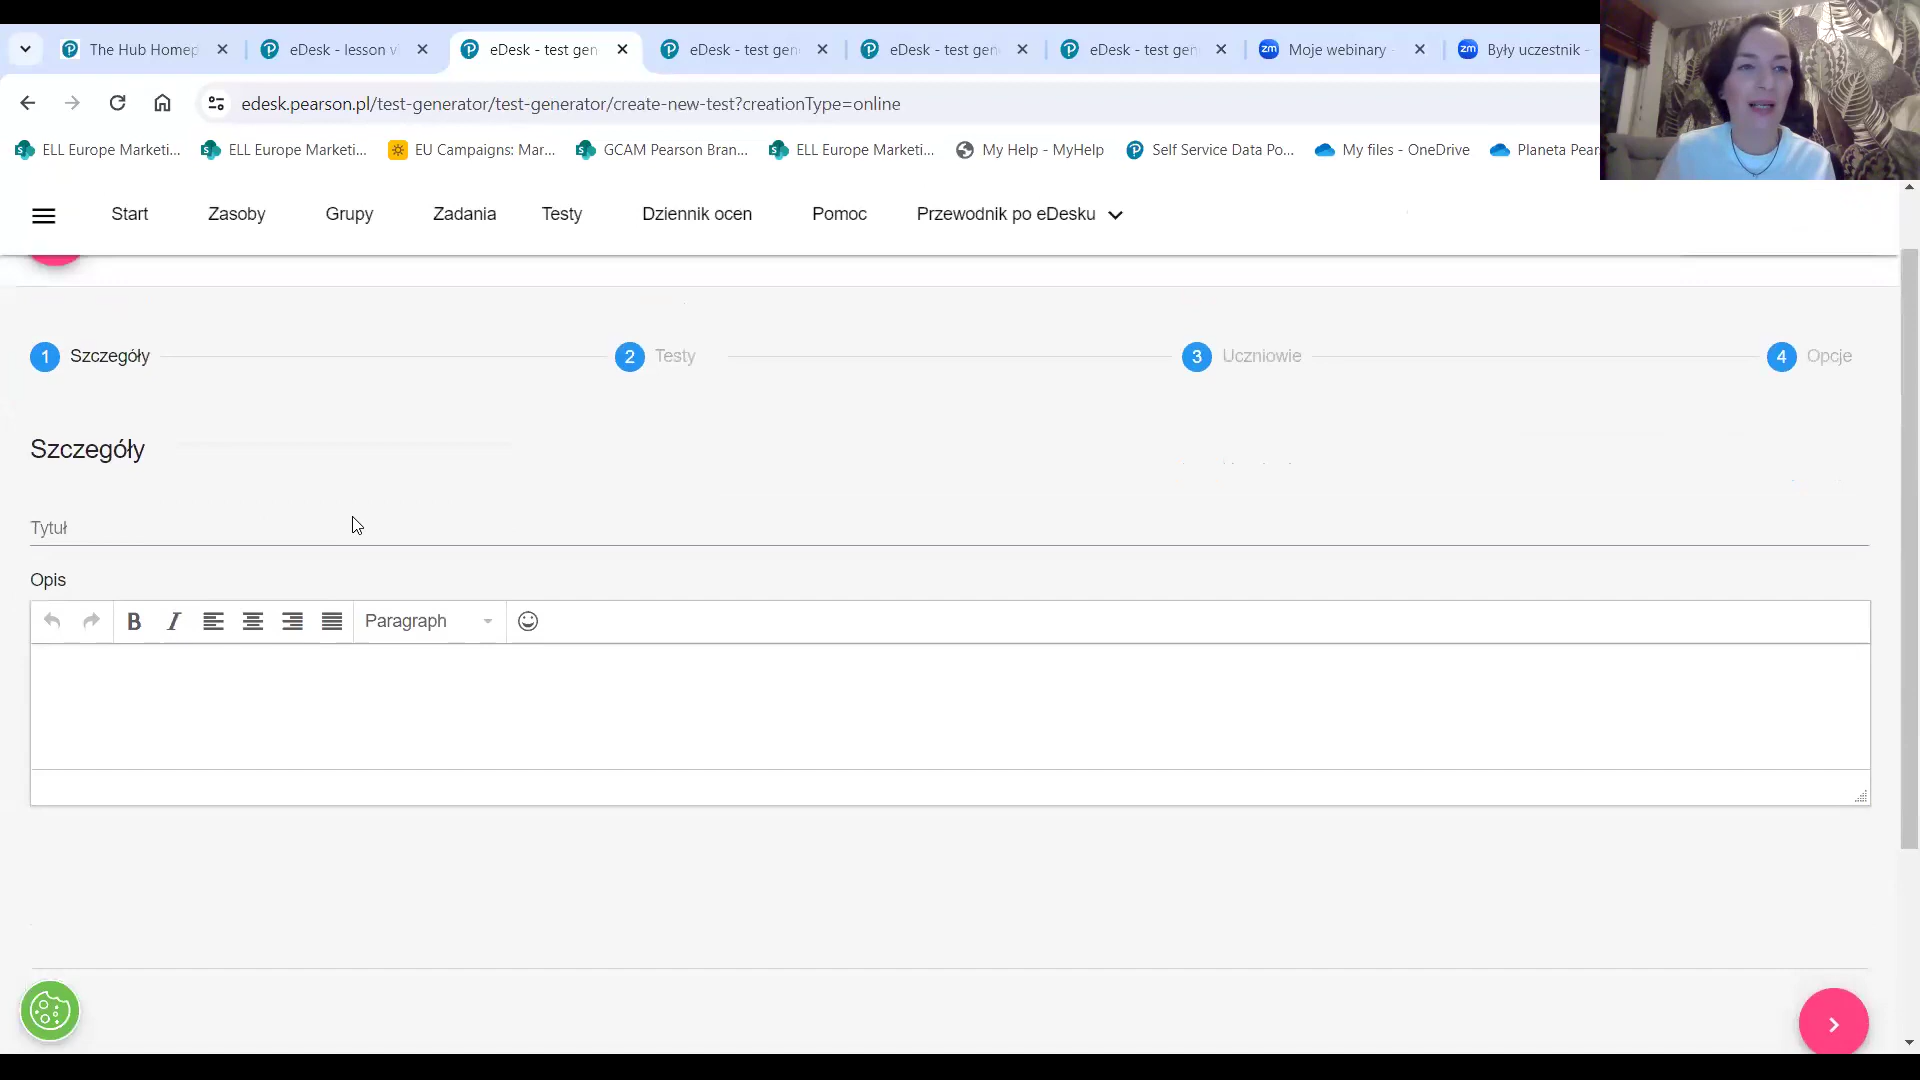 The Hub Homep
eDesk - lesson v
eDesk - test gen
eDesk - test gen
eDesk - test gen
eDesk - test gen
zm Moje webinary -
zm Były uczestnik -
edesk.pearson.pl/test-generator/test-generator/create-new-test?creationType=online
ELL Europe Marketi...
ELL Europe Marketi...
EU Campaigns: Mar...
GCAM Pearson Bran...
ELL Europe Marketi...
My Help - MyHelp
Self Service Data Po...
My files - OneDrive
Planeta Pear
Start
Zasoby
Grupy
Zadania
Testy
Dziennik ocen
Pomoc
Przewodnik po eDesku
1 Szczegóły
2 Testy
3 Uczniowie
4 Opcje
Szczegóły
Tytuł
Opis
B I Paragraph